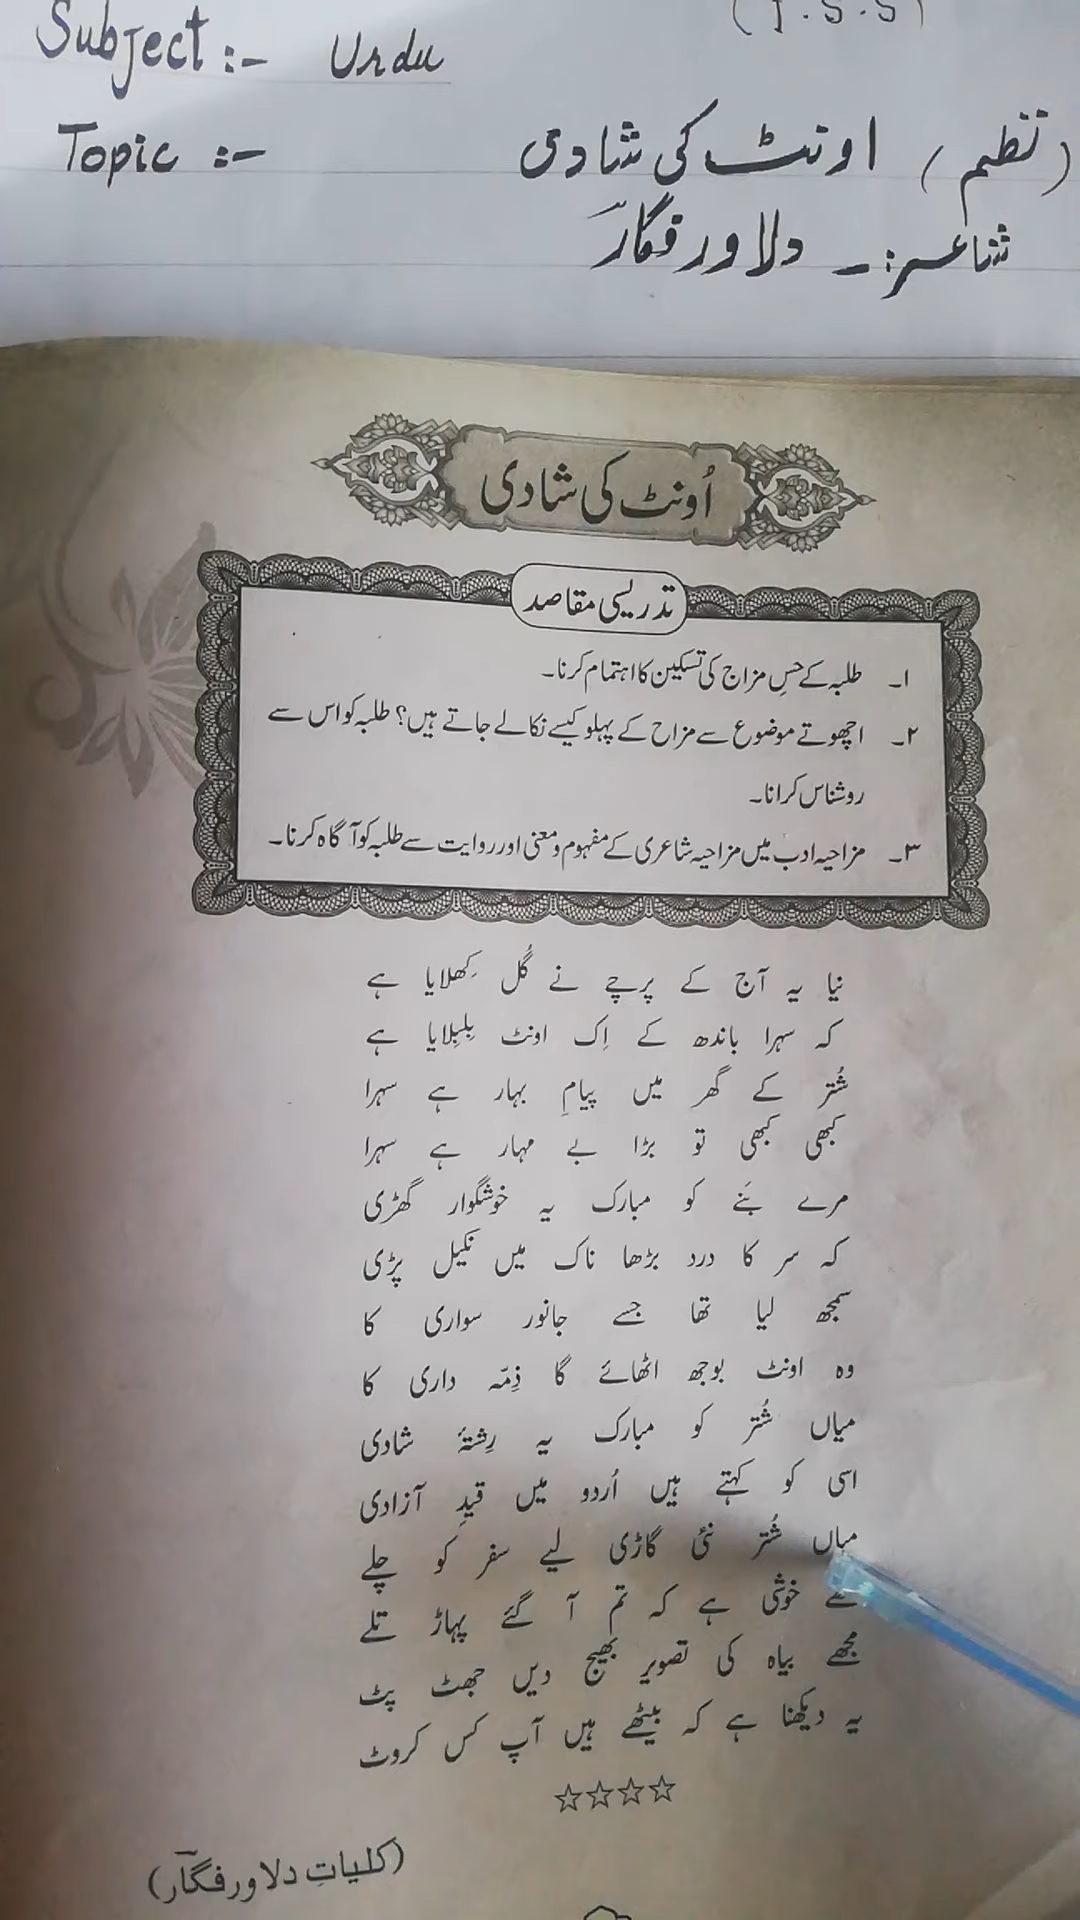 (T.S.S)
Subject :- Urdu
Topic :- اونٹ کی شادی (نظم)
شاعر:۔ دلاور فگار
اُونٹ کی شادی
تدریسی مقاصد
۱۔ طلبہ کے حسِ مزاح کی تسکین کا اہتمام کرنا۔
۲۔ اچھوتے موضوع سے مزاح کے پہلو کیسے نکالے جاتے ہیں؟ طلبہ کو اس سے
روشناس کرانا۔
۳۔ مزاحیہ ادب میں مزاحیہ شاعری کے مفہوم و معنی اور روایت سے طلبہ کو آگاہ کرنا۔
نیا یہ آج کے پرچے نے گُل کِھلایا ہے
کہ سہرا باندھ کے اِک اونٹ بِلبِلایا ہے
شُتر کے گھر میں پیامِ بہار ہے سہرا
کبھی کبھی تو بڑا بے مہار ہے سہرا
مرے بَنے کو مبارک یہ خوشگوار گھڑی
کہ سر کا درد بڑھا ناک میں نکیل پڑی
سمجھ لیا تھا جسے جانور سواری کا
وہ اونٹ بوجھ اٹھائے گا ذِمّہ داری کا
میاں شُتر کو مبارک یہ رِشتۂ شادی
اسی کو کہتے ہیں اُردو میں قیدِ آزادی
میاں شُتر نئی گاڑی لیے سفر کو چلے
خوشی ہے کہ تم آ گئے پہاڑ تلے
مجھے بیاہ کی تصویر بھیج دیں جھٹ پٹ
یہ دیکھنا ہے کہ بیٹھے ہیں آپ کس کروٹ
☆☆☆☆
(کلیاتِ دلاور فگار)